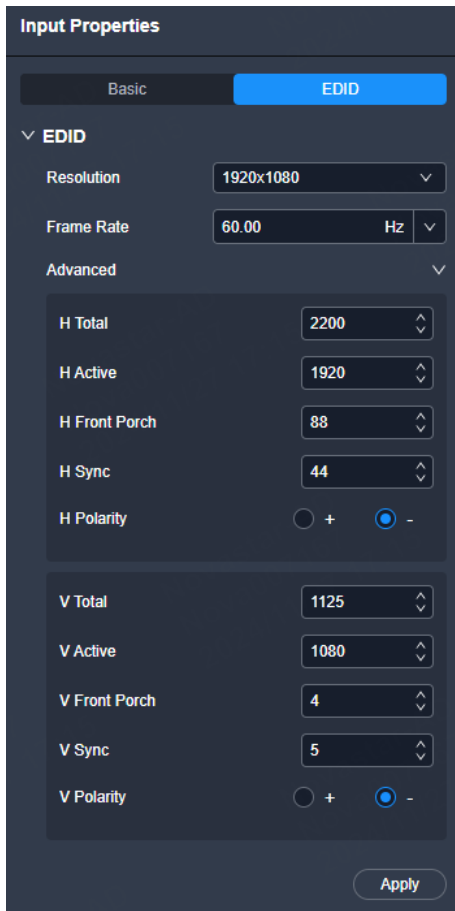 Input Properties
Basic EDID
EDID
Resolution 1920x1080
Frame Rate 60.00 Hz
Advanced
H Total 2200
H Active 1920
H Front Porch 88
H Sync 44
H Polarity + -
V Total 1125
V Active 1080
V Front Porch 4
V Sync 5
V Polarity + -
Apply